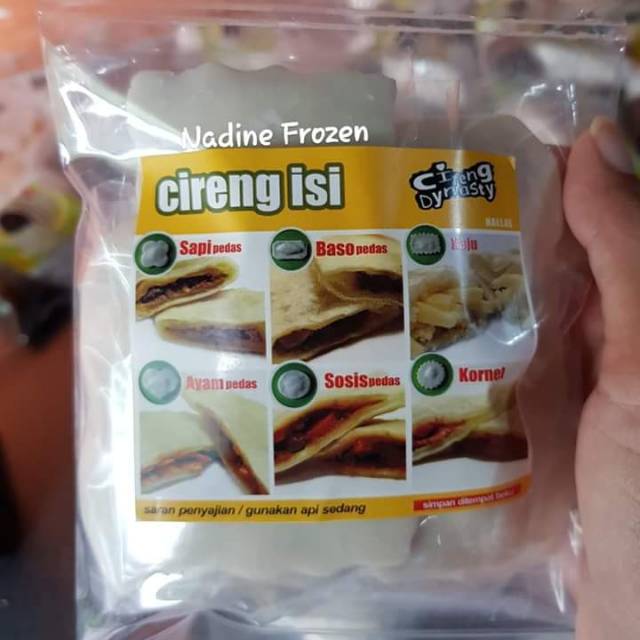 Nadine Frozen
cireng isi
Cireng
Dynasty
HALLAL
Sapi pedas
Baso pedas
Keju
Ayam pedas
Sosis pedas
Kornet
saran penyajian / gunakan api sedang
simpan ditempat beku